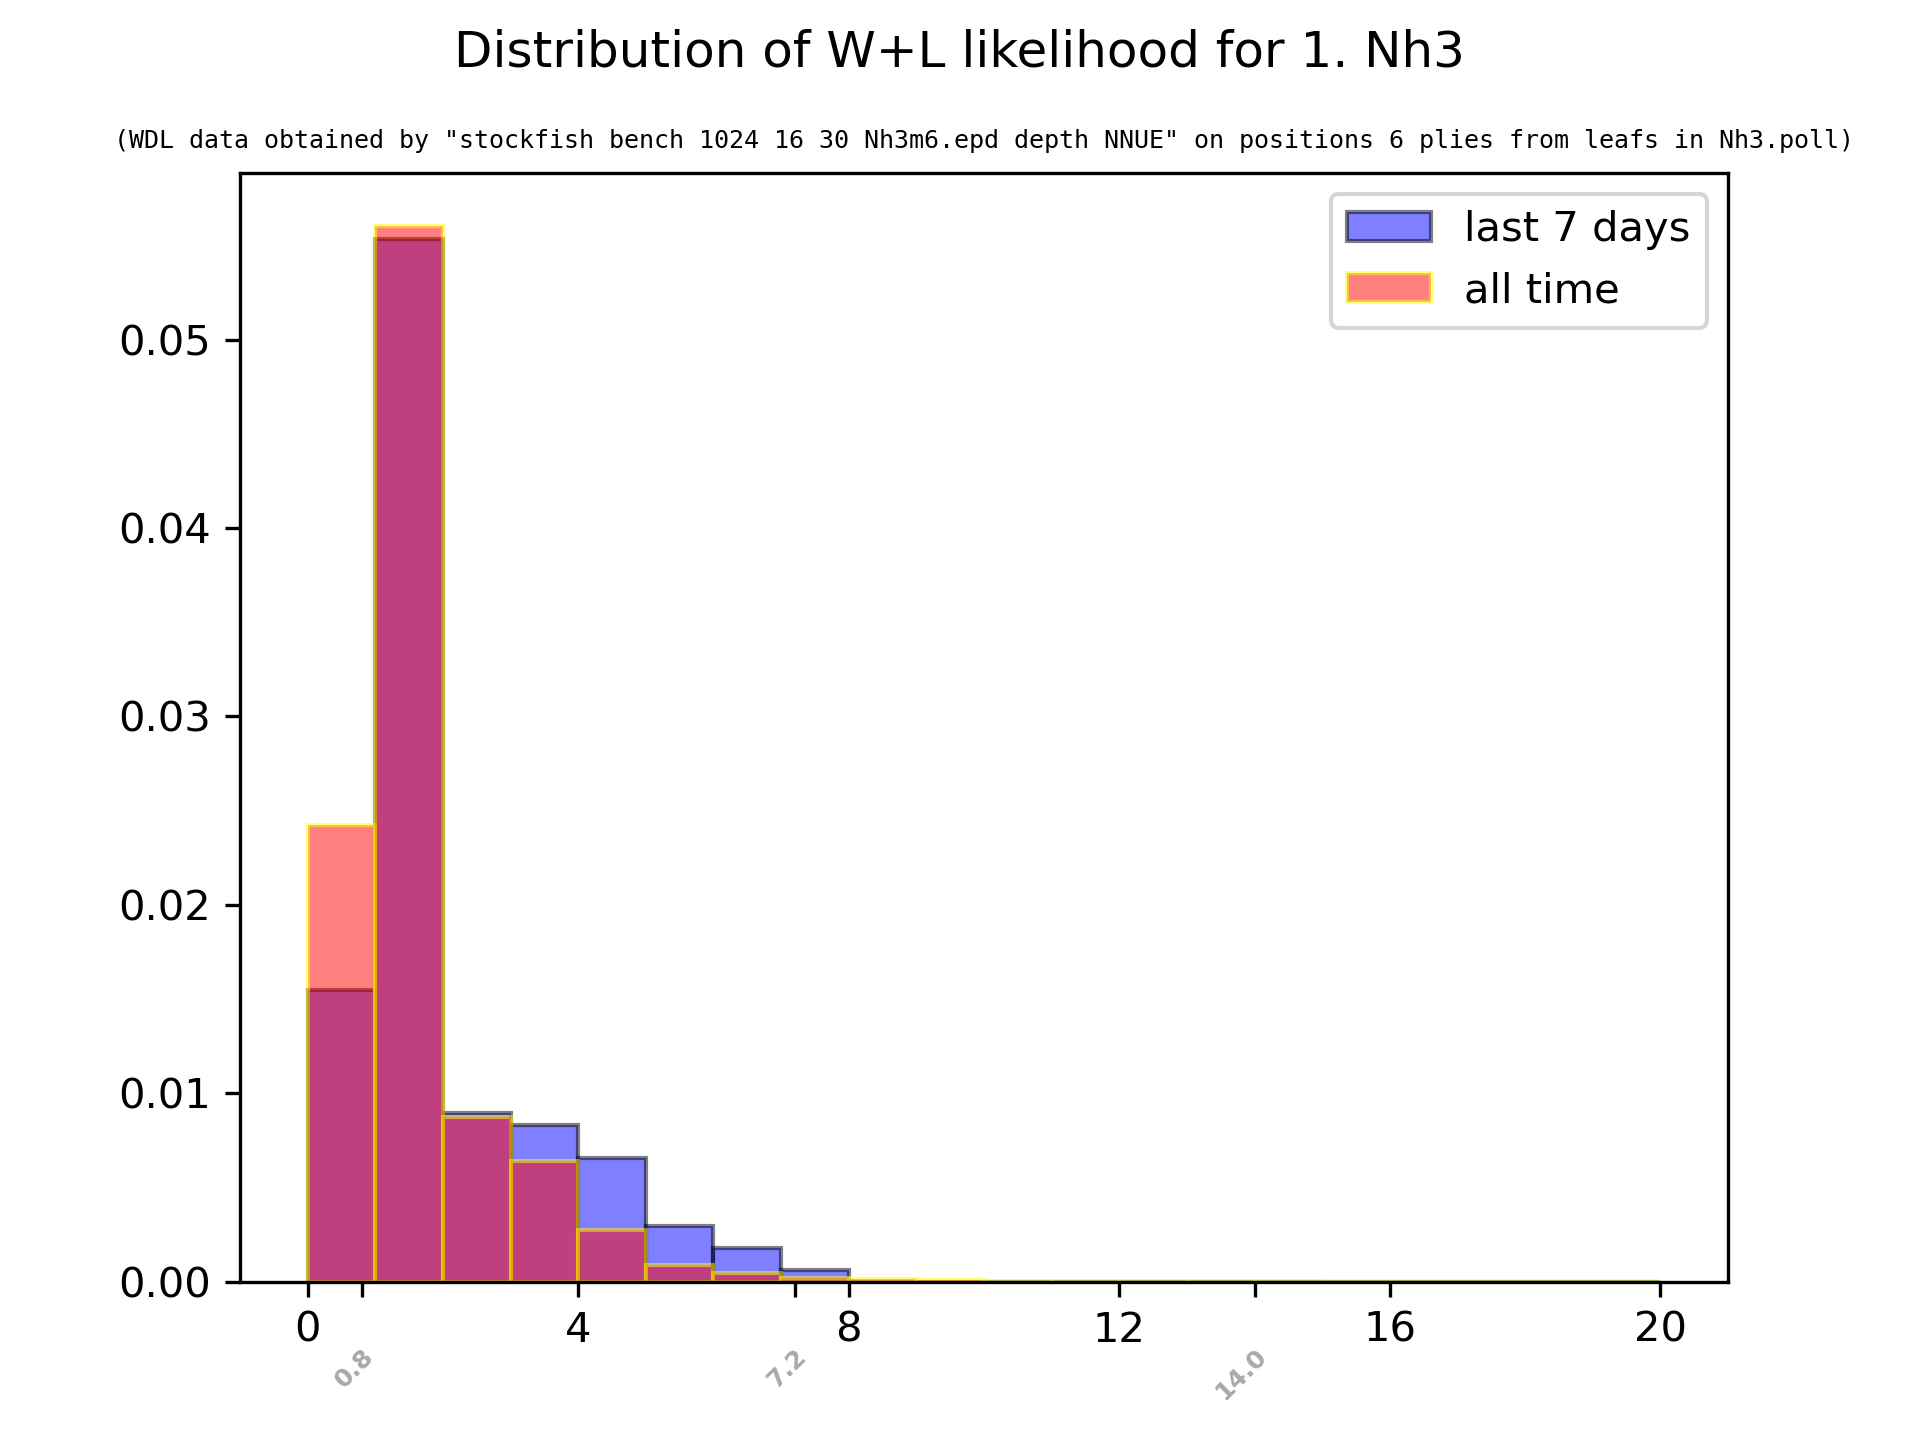 Distribution of W+L likelihood for 1. Nh3
(WDL data obtained by "stockfish bench 1024 16 30 Nh3m6.epd depth NNUE" on positions 6 plies from leafs in Nh3.poll)
last 7 days
all time
0.05
0.04
0.03
0.02
0.01
0.00
0 4 8 12 16 20
0.8 7.2 14.0